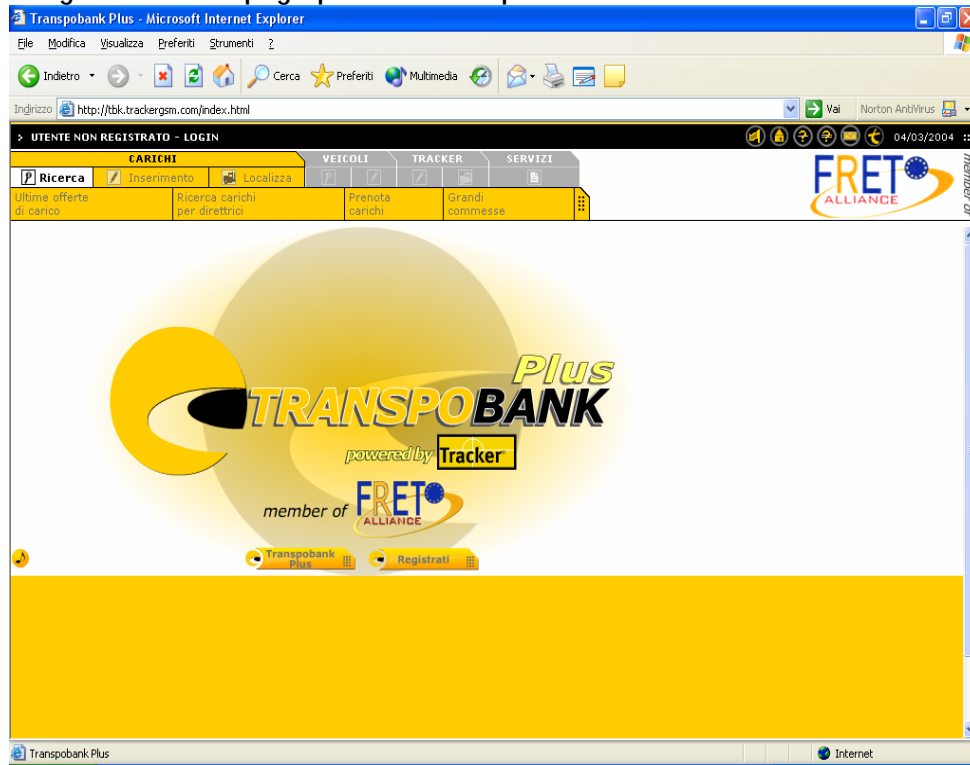 Transpobank Plus - Microsoft Internet Explorer
File Modifica Visualizza Preferiti Strumenti ?
Indietro Cerca Preferiti Multimedia
Indirizzo http://tbk.trackergsm.com/index.html Vai Norton AntiVirus
> UTENTE NON REGISTRATO - LOGIN 04/03/2004 ::
CARICHI VEICOLI TRACKER SERVIZI
Ricerca Inserimento Localizza
Ultime offerte di carico
Ricerca carichi per direttrici
Prenota carichi
Grandi commesse
FRET
ALLIANCE
member of
Plus
TRANSPOBANK
powered by Tracker
member of FRET
ALLIANCE
Transpobank Plus
Registrati
Transpobank Plus Internet